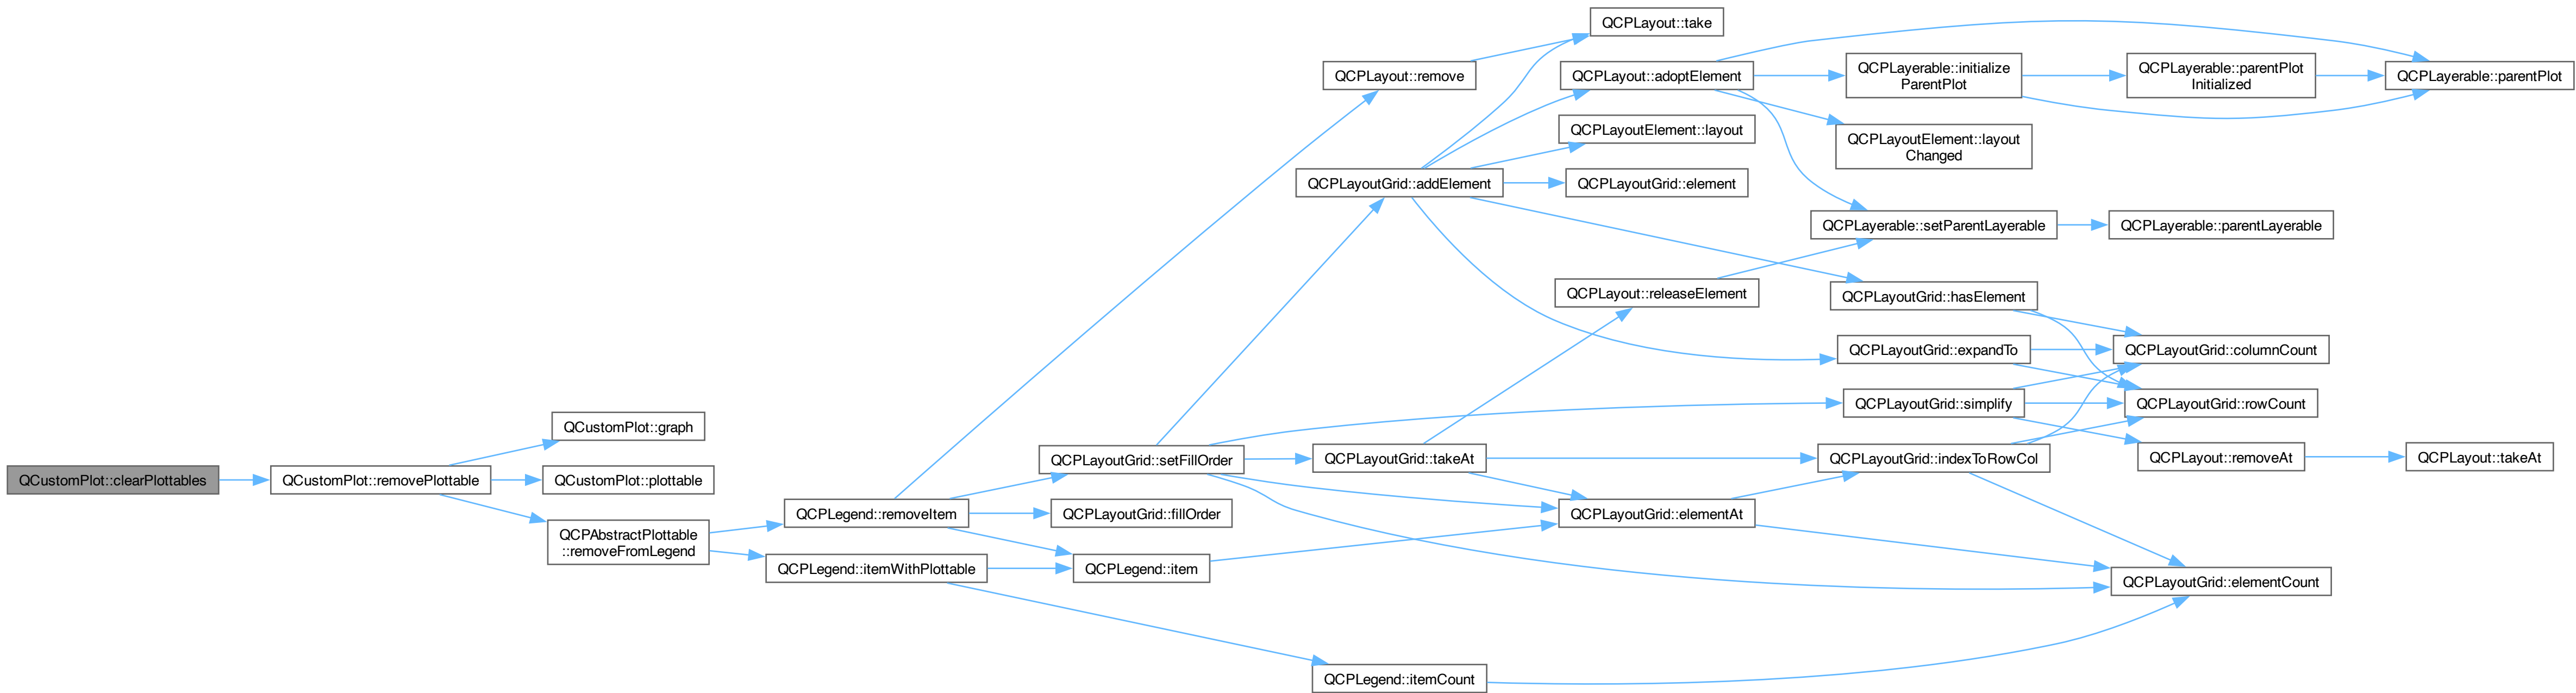 QCustomPlot::clearPlottables
QCustomPlot::removePlottable
QCustomPlot::graph
QCustomPlot::plottable
QCPAbstractPlottable
::removeFromLegend
QCPLegend::removeItem
QCPLegend::itemWithPlottable
QCPLayoutGrid::setFillOrder
QCPLayoutGrid::fillOrder
QCPLegend::item
QCPLayout::remove
QCPLayoutGrid::addElement
QCPLayoutGrid::takeAt
QCPLegend::itemCount
QCPLayout::take
QCPLayout::adoptElement
QCPLayoutElement::layout
QCPLayoutGrid::element
QCPLayout::releaseElement
QCPLayoutGrid::elementAt
QCPLayerable::initialize
ParentPlot
QCPLayoutElement::layout
Changed
QCPLayerable::setParentLayerable
QCPLayoutGrid::hasElement
QCPLayoutGrid::expandTo
QCPLayoutGrid::simplify
QCPLayoutGrid::indexToRowCol
QCPLayerable::parentPlot
Initialized
QCPLayerable::parentLayerable
QCPLayoutGrid::columnCount
QCPLayoutGrid::rowCount
QCPLayout::removeAt
QCPLayoutGrid::elementCount
QCPLayerable::parentPlot
QCPLayout::takeAt